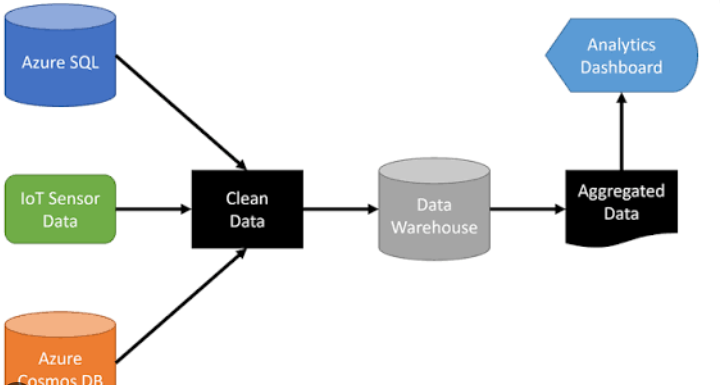 Azure SQL
IoT Sensor
Data
Azure
Cosmos DB
Clean
Data
Data
Warehouse
Aggregated
Data
Analytics
Dashboard